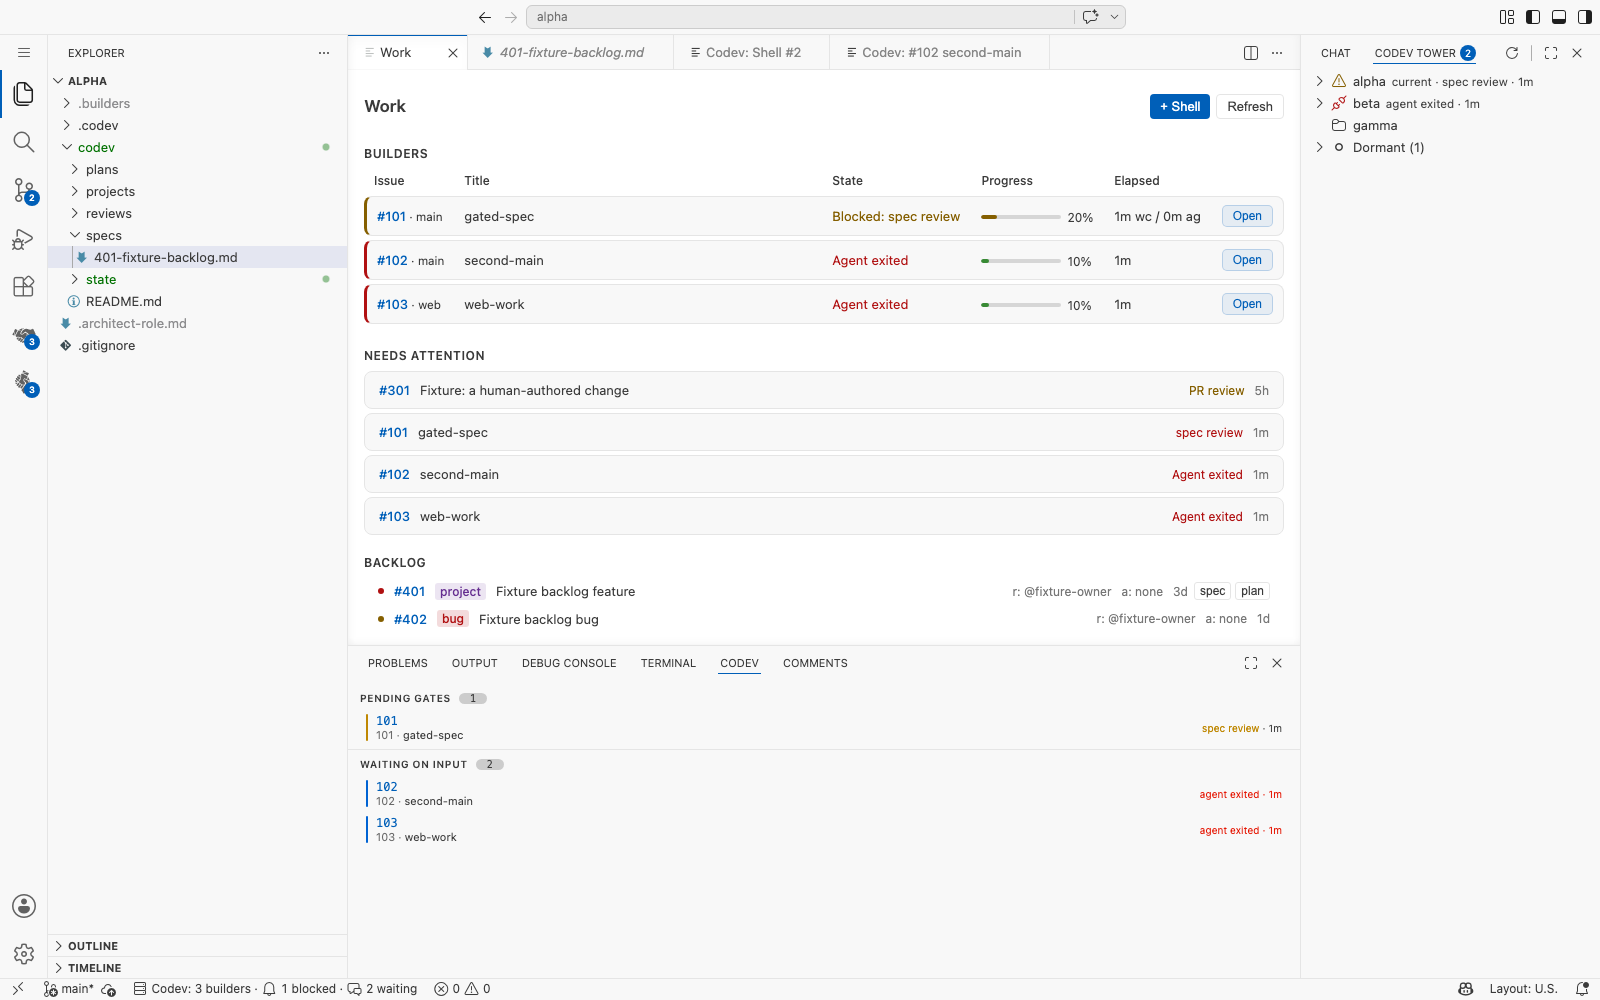 alpha
EXPLORER
ALPHA
.builders
.codev
codev
plans
projects
reviews
specs
401-fixture-backlog.md
state
README.md
.architect-role.md
.gitignore
2
3
3
OUTLINE
TIMELINE
Work
401-fixture-backlog.md
Codev: Shell #2
Codev: #102 second-main
Work
+ Shell
Refresh
BUILDERS
Issue Title State Progress Elapsed
#101 · main gated-spec Blocked: spec review 20% 1m wc / 0m ag Open
#102 · main second-main Agent exited 10% 1m Open
#103 · web web-work Agent exited 10% 1m Open
NEEDS ATTENTION
#301 Fixture: a human-authored change PR review 5h
#101 gated-spec spec review 1m
#102 second-main Agent exited 1m
#103 web-work Agent exited 1m
BACKLOG
#401 project Fixture backlog feature r: @fixture-owner a: none 3d spec plan
#402 bug Fixture backlog bug r: @fixture-owner a: none 1d
PROBLEMS OUTPUT DEBUG CONSOLE TERMINAL CODEV COMMENTS
PENDING GATES 1
101
101 · gated-spec spec review · 1m
WAITING ON INPUT 2
102
102 · second-main agent exited · 1m
103
103 · web-work agent exited · 1m
CHAT CODEV TOWER 2
alpha current · spec review · 1m
beta agent exited · 1m
gamma
Dormant (1)
main* Codev: 3 builders · 1 blocked · 2 waiting 0 0 Layout: U.S.